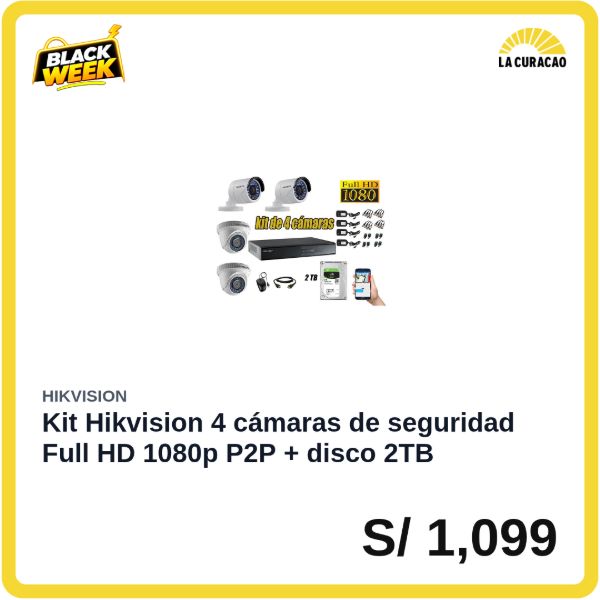 BLACK
WEEK
LA CURACAO
Full HD
1080
kit de 4 cámaras
2 TB
HIKVISION
Kit Hikvision 4 cámaras de seguridad
Full HD 1080p P2P + disco 2TB
S/ 1,099